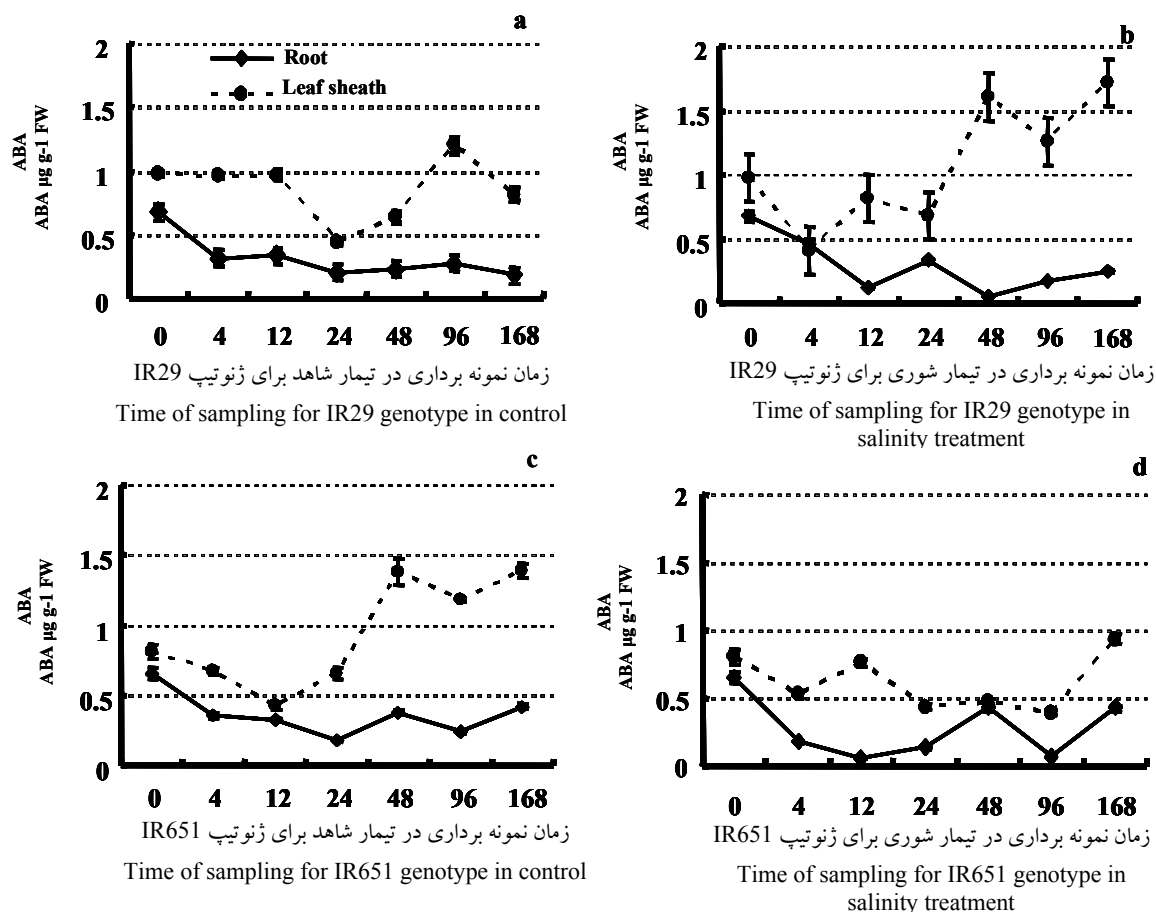 a
2
1.5
1
0.5
0
ABA
ABA µg g-1 FW
Root
Leaf sheath
0 4 12 24 48 96 168
زمان نمونه برداری در تیمار شاهد برای ژنوتیپ IR29
Time of sampling for IR29 genotype in control
b
2
1.5
1
0.5
0
ABA
ABA µg g-1 FW
0 4 12 24 48 96 168
زمان نمونه برداری در تیمار شوری برای ژنوتیپ IR29
Time of sampling for IR29 genotype in
salinity treatment
c
2
1.5
1
0.5
0
ABA
ABA µg g-1 FW
0 4 12 24 48 96 168
زمان نمونه برداری در تیمار شاهد برای ژنوتیپ IR651
Time of sampling for IR651 genotype in control
d
2
1.5
1
0.5
0
ABA
ABA µg g-1 FW
0 4 12 24 48 96 168
زمان نمونه برداری در تیمار شوری برای ژنوتیپ IR651
Time of sampling for IR651 genotype in
salinity treatment